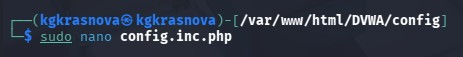 ┌──(kgkrasnova㉿kgkrasnova)-[/var/www/html/DVWA/config]
└─$ sudo nano config.inc.php